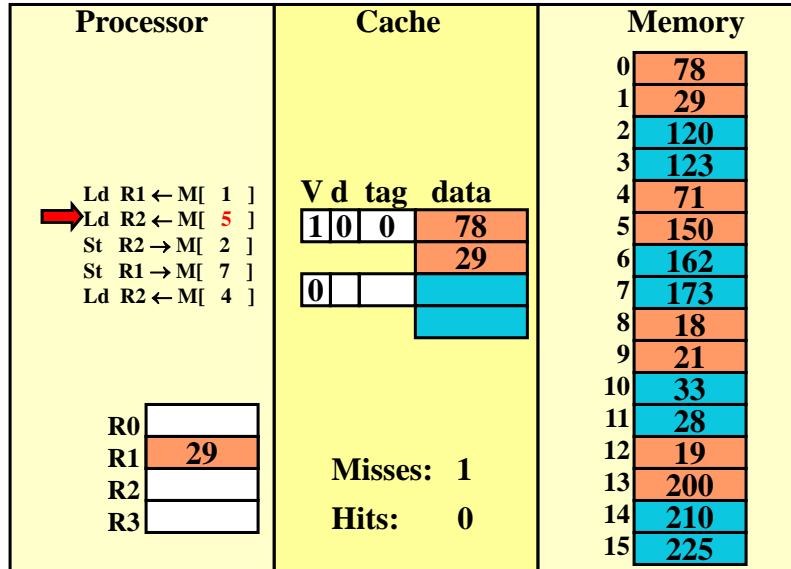 Processor
Cache
Memory
Ld R1 ← M[ 1 ]
Ld R2 ← M[ 5 ]
St R2 → M[ 2 ]
St R1 → M[ 7 ]
Ld R2 ← M[ 4 ]
R0
R1 29
R2
R3
V d tag data
1 0 0 78
29
0
Misses: 1
Hits: 0
0 78
1 29
2 120
3 123
4 71
5 150
6 162
7 173
8 18
9 21
10 33
11 28
12 19
13 200
14 210
15 225